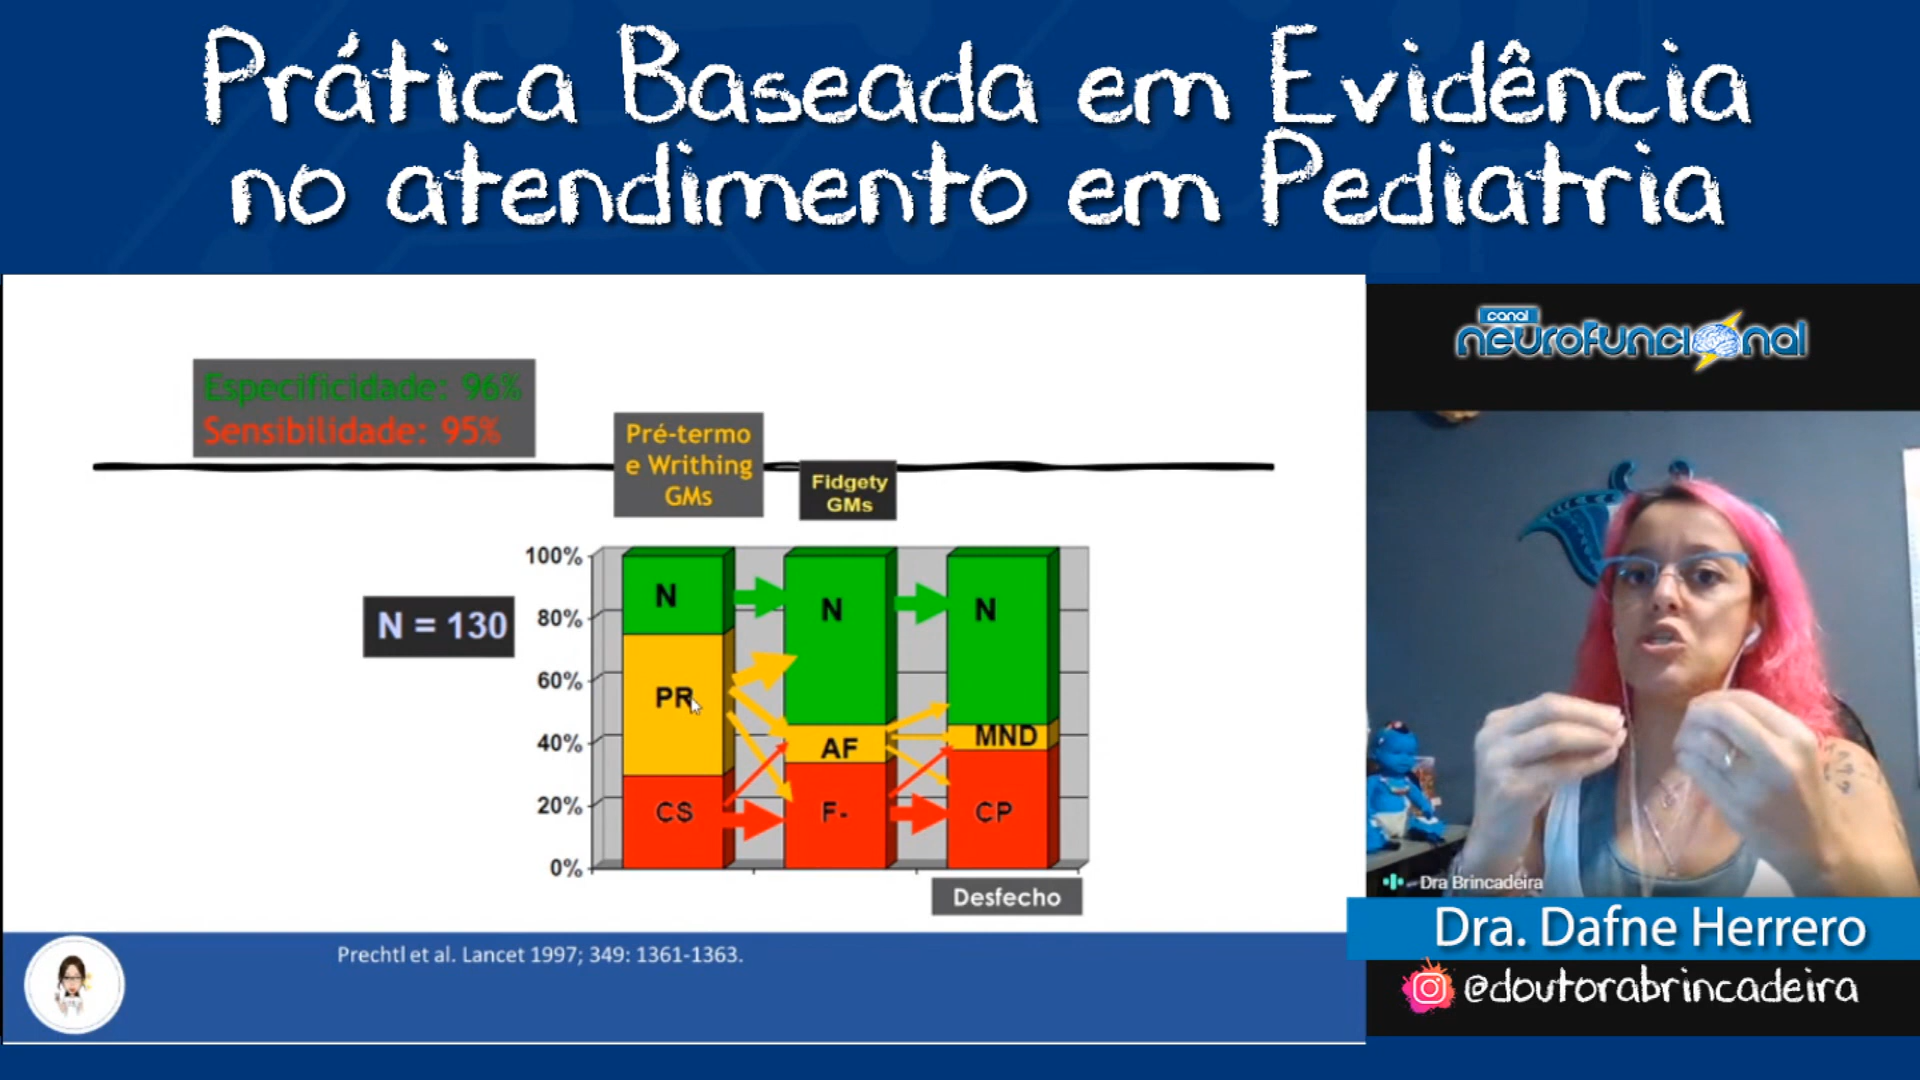 Prática Baseada em Evidência
no atendimento em Pediatria
canal
neurofuncional
Especificidade: 96%
Sensibilidade: 95%
Pré-termo
e Writhing
GMs
Fidgety
GMs
N = 130
100%
80%
60%
40%
20%
0%
N
PR
CS
N
AF
F-
N
MND
CP
Desfecho
Prechtl et al. Lancet 1997; 349: 1361-1363.
Dra Brincadeira
Dra. Dafne Herrero
@doutorabrincadeira